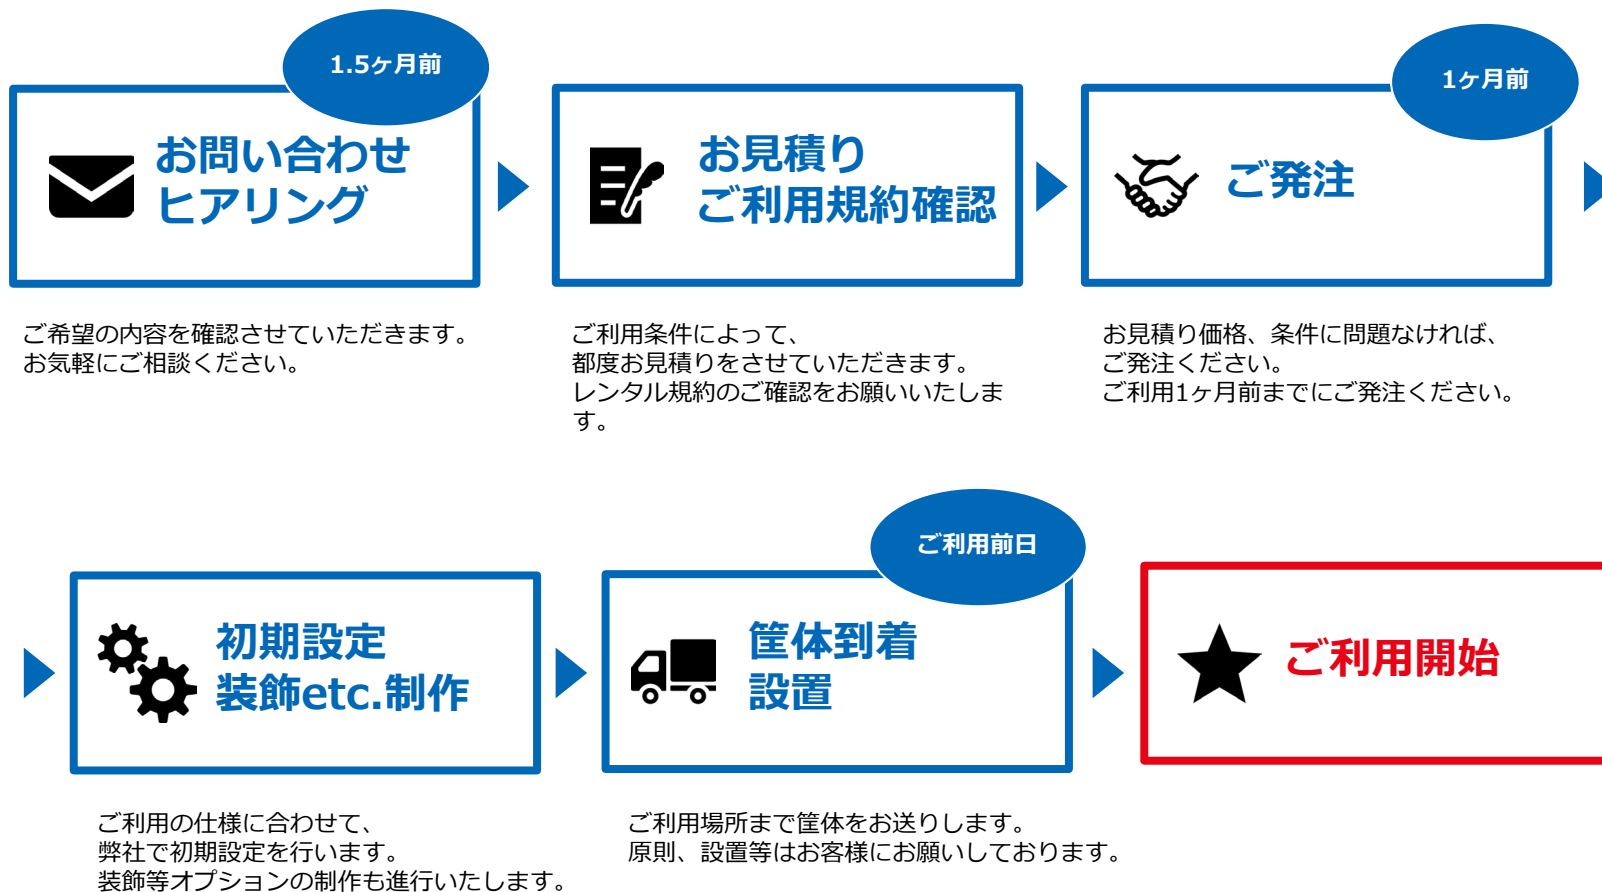 1.5ヶ月前
お問い合わせ
ヒアリング
ご希望の内容を確認させていただきます。
お気軽にご相談ください。
お見積り
ご利用規約確認
ご利用条件によって、
都度お見積りをさせていただきます。
レンタル規約のご確認をお願いいたしま
す。
1ヶ月前
ご発注
お見積り価格、条件に問題なければ、
ご発注ください。
ご利用1ヶ月前までにご発注ください。
初期設定
装飾etc.制作
ご利用の仕様に合わせて、
弊社で初期設定を行います。
装飾等オプションの制作も進行いたします。
ご利用前日
筐体到着
設置
ご利用場所まで筐体をお送りします。
原則、設置等はお客様にお願いしております。
ご利用開始